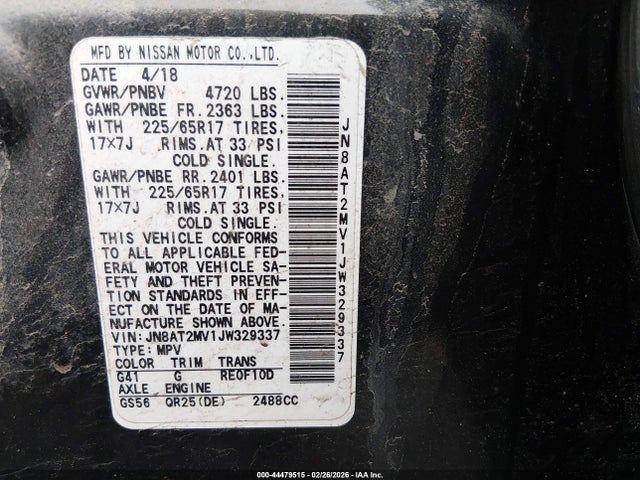 MFD BY NISSAN MOTOR CO.,LTD.
DATE 4/18
GVWR/PNBV 4720 LBS.
GAWR/PNBE FR. 2363 LBS.
WITH 225/65R17 TIRES,
17×7J RIMS.AT 33 PSI
COLD SINGLE.
GAWR/PNBE RR. 2401 LBS.
WITH 225/65R17 TIRES,
17×7J RIMS.AT 33 PSI
COLD SINGLE.
THIS VEHICLE CONFORMS
TO ALL APPLICABLE FED-
ERAL MOTOR VEHICLE SA-
FETY AND THEFT PREVEN-
TION STANDARDS IN EFF-
ECT ON THE DATE OF MA-
NUFACTURE SHOWN ABOVE.
VIN: JN8AT2MV1JW329337
TYPE: MPV
COLOR TRIM TRANS
G41 G RE0F10D
AXLE ENGINE
GS56 QR25(DE) 2488CC
JN8AT2MV1JW329337
000-44479515 - 02/26/2026 - IAA Inc.